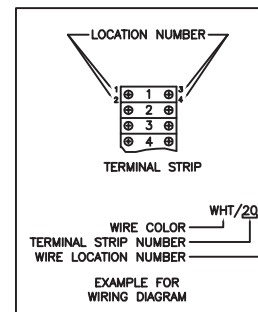 LOCATION NUMBER
1 1 3
2 4
2
3
4
TERMINAL STRIP
WHT/20
WIRE COLOR
TERMINAL STRIP NUMBER
WIRE LOCATION NUMBER
EXAMPLE FOR
WIRING DIAGRAM